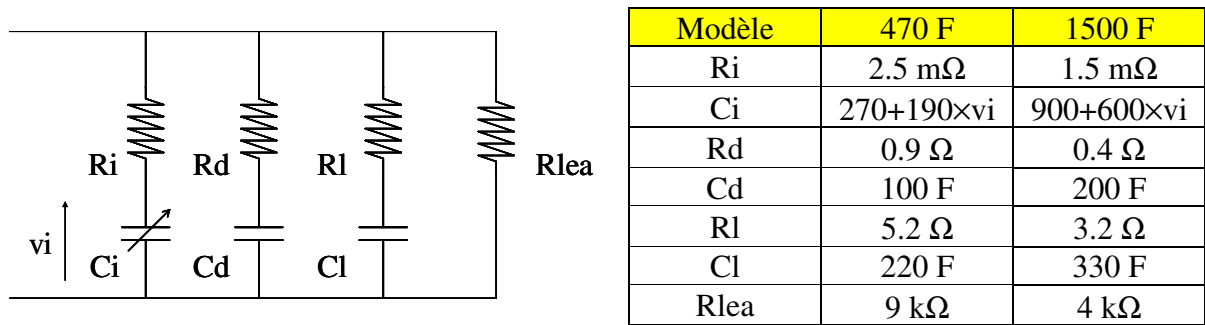 Ri
Rd
Rl
Rlea
vi
Ci
Cd
Cl
Modèle 470 F 1500 F
Ri 2.5 mΩ 1.5 mΩ
Ci 270+190×vi 900+600×vi
Rd 0.9 Ω 0.4 Ω
Cd 100 F 200 F
Rl 5.2 Ω 3.2 Ω
Cl 220 F 330 F
Rlea 9 kΩ 4 kΩ